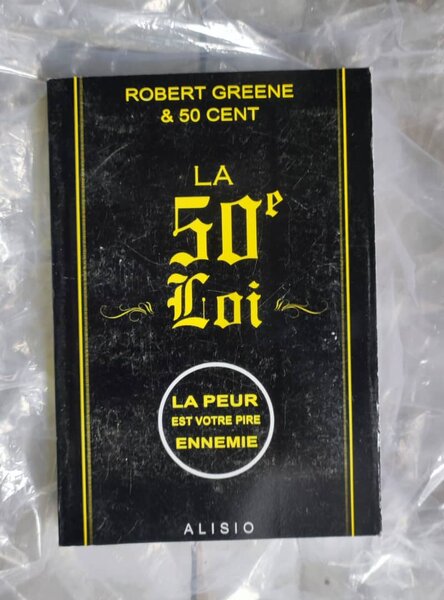 ROBERT GREENE
& 50 CENT
LA
50e
Loi
LA PEUR
EST VOTRE PIRE
ENNEMIE
ALISIO